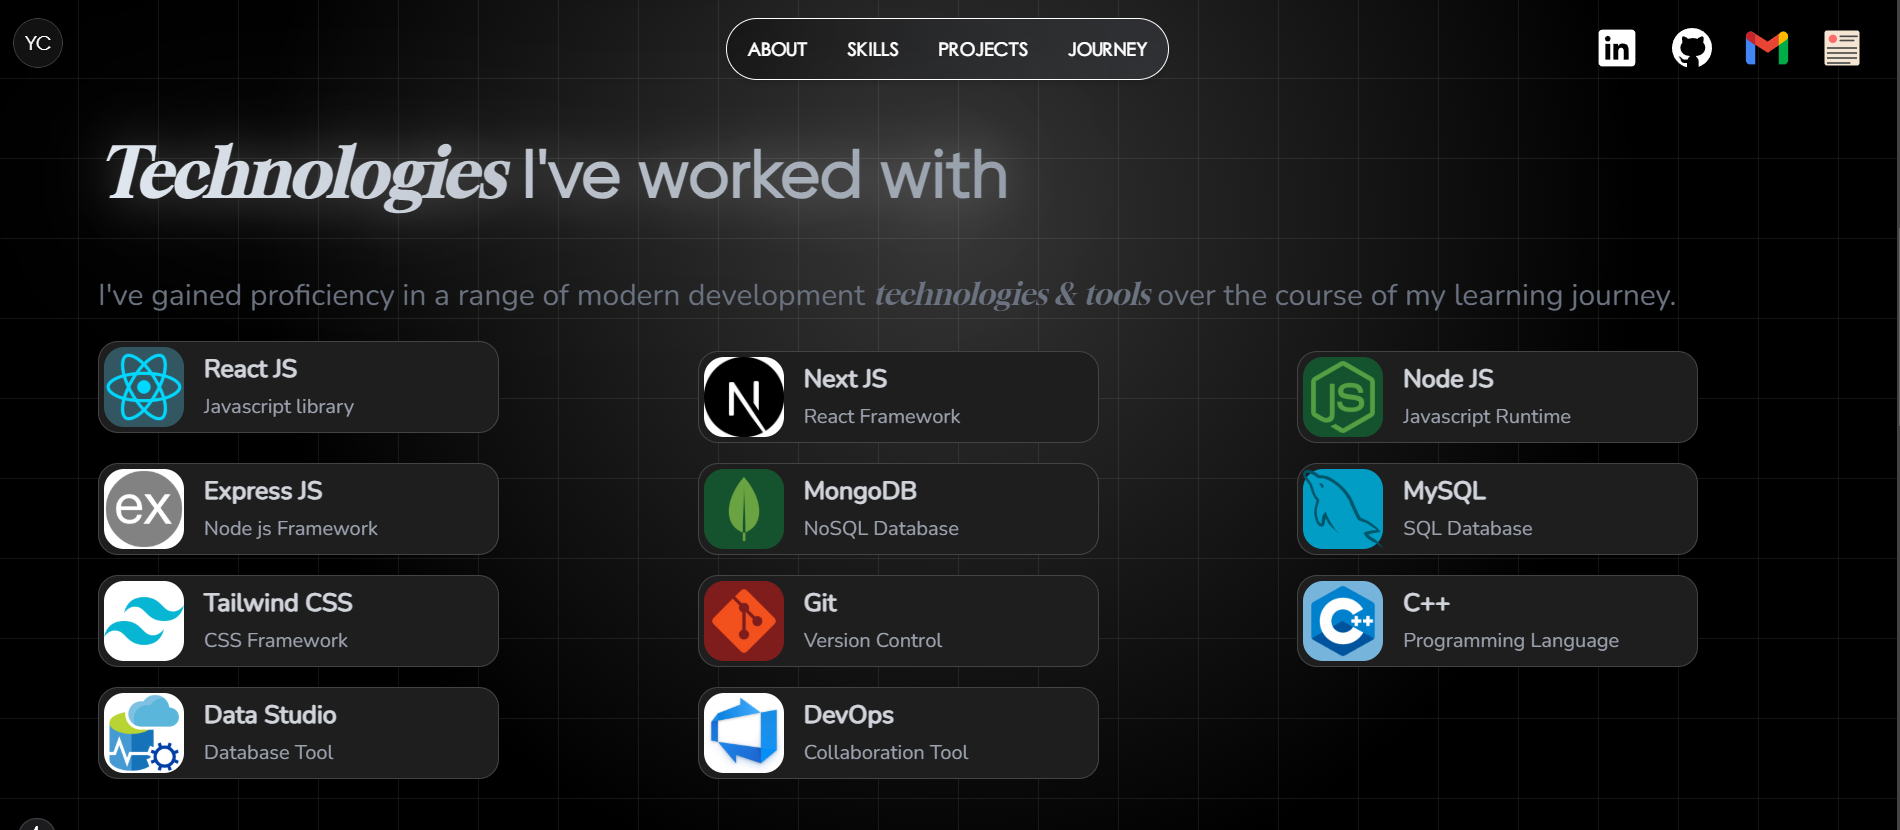 YC
ABOUT SKILLS PROJECTS JOURNEY
in
Technologies I've worked with
I've gained proficiency in a range of modern development technologies & tools over the course of my learning journey.
React JS
Javascript library
N
Next JS
React Framework
JS
Node JS
Javascript Runtime
ex
Express JS
Node js Framework
MongoDB
NoSQL Database
MySQL
SQL Database
Tailwind CSS
CSS Framework
Git
Version Control
C++
C++
Programming Language
Data Studio
Database Tool
DevOps
Collaboration Tool